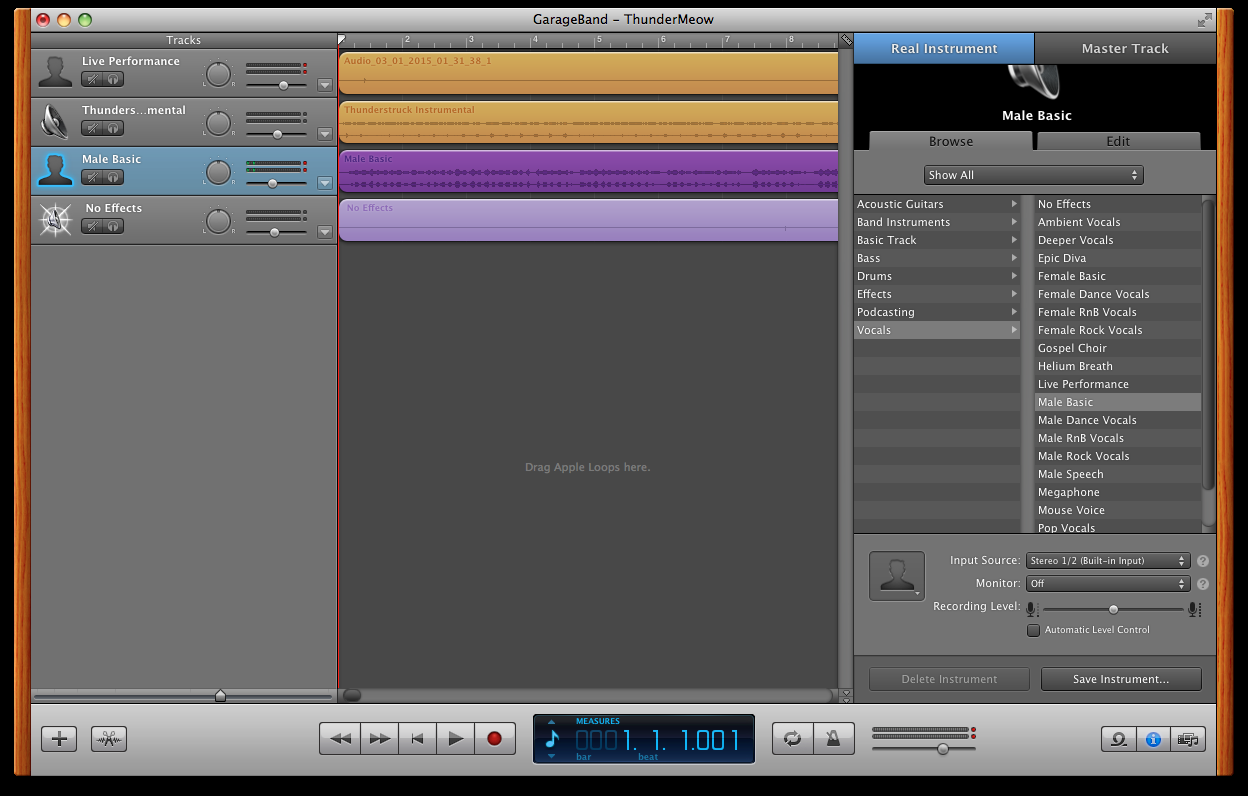 GarageBand - ThunderMeow
Tracks
2 3 4 5 6 7 8
Real Instrument
Master Track
Live Performance
L R
Audio_03_01_2015_01_31_38_1
Thunders...mental
L R
Thunderstruck Instrumental
Male Basic
L R
Male Basic
No Effects
L R
No Effects
Drag Apple Loops here.
Male Basic
Browse
Edit
Show All
Acoustic Guitars
Band Instruments
Basic Track
Bass
Drums
Effects
Podcasting
Vocals
No Effects
Ambient Vocals
Deeper Vocals
Epic Diva
Female Basic
Female Dance Vocals
Female RnB Vocals
Female Rock Vocals
Gospel Choir
Helium Breath
Live Performance
Male Basic
Male Dance Vocals
Male RnB Vocals
Male Rock Vocals
Male Speech
Megaphone
Mouse Voice
Pop Vocals
Input Source: Stereo 1/2 (Built-in Input) ?
Monitor: Off ?
Recording Level:
Automatic Level Control
Delete Instrument
Save Instrument...
MEASURES
0001. 1. 1.001
bar beat